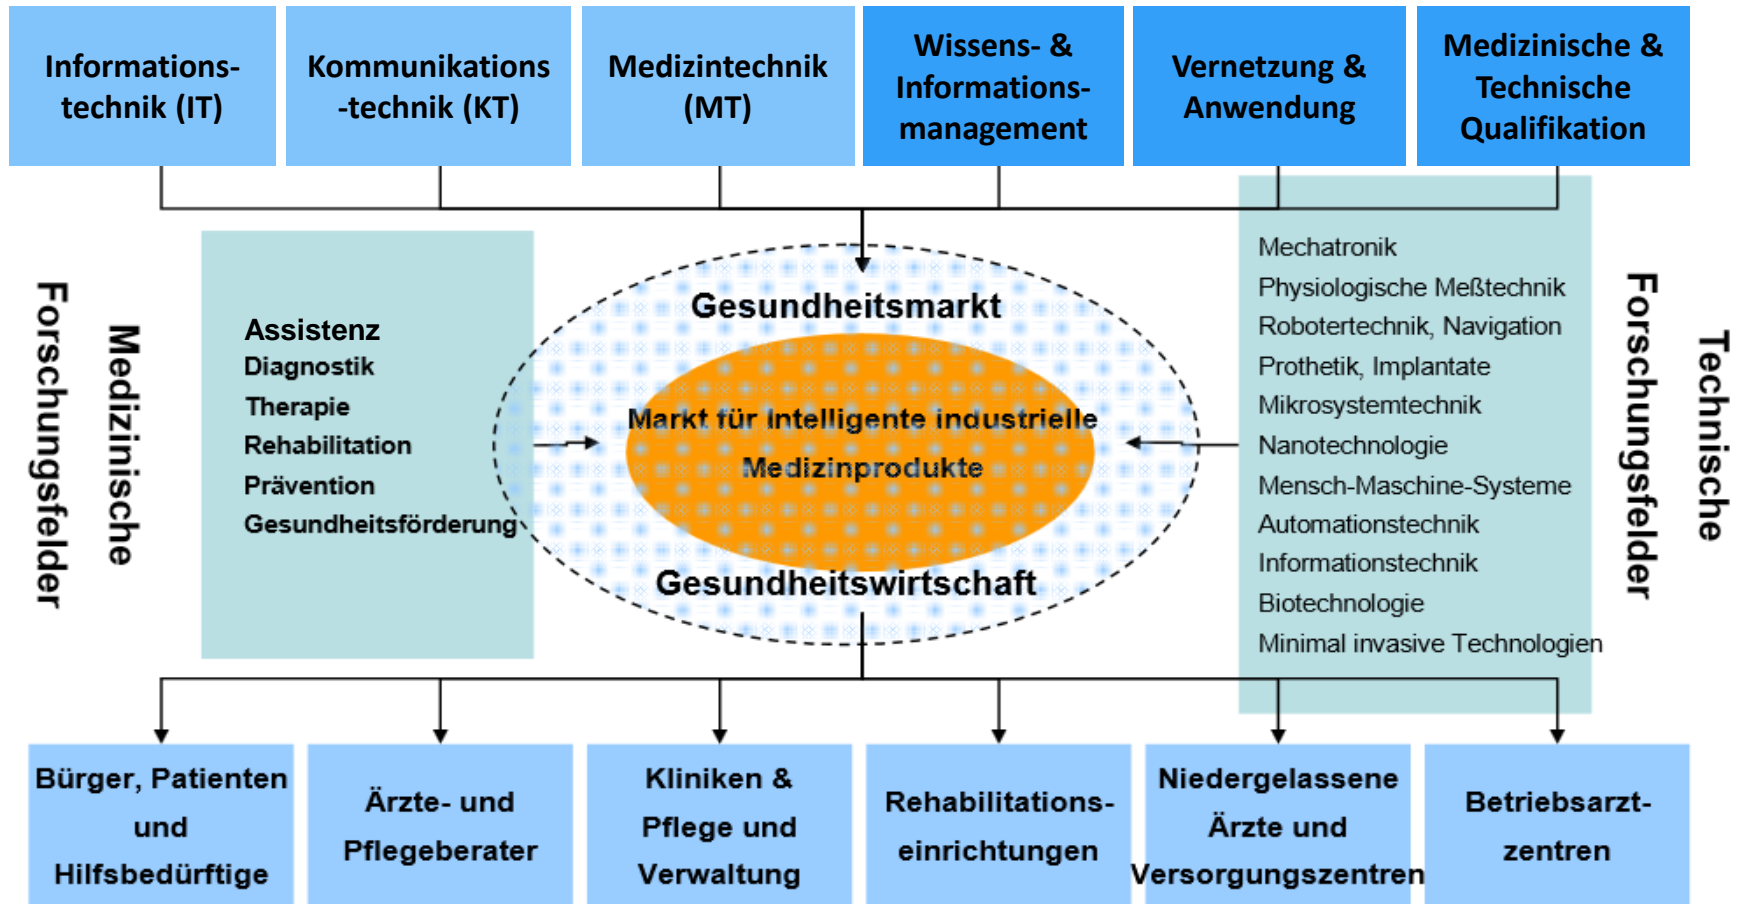 Informations-
technik (IT)
Kommunikations
-technik (KT)
Medizintechnik
(MT)
Wissens- &
Informations-
management
Vernetzung &
Anwendung
Medizinische &
Technische
Qualifikation
Medizinische
Forschungsfelder
Assistenz
Diagnostik
Therapie
Rehabilitation
Prävention
Gesundheitsförderung
Gesundheitsmarkt
Markt für Intelligente industrielle
Medizinprodukte
Gesundheitswirtschaft
Mechatronik
Physiologische Meßtechnik
Robotertechnik, Navigation
Prothetik, Implantate
Mikrosystemtechnik
Nanotechnologie
Mensch-Maschine-Systeme
Automationstechnik
Informationstechnik
Biotechnologie
Minimal invasive Technologien
Technische
Forschungsfelder
Bürger, Patienten
und
Hilfsbedürftige
Ärzte- und
Pflegeberater
Kliniken &
Pflege und
Verwaltung
Rehabilitations-
einrichtungen
Niedergelassene
Ärzte und
Versorgungszentren
Betriebsarzt-
zentren